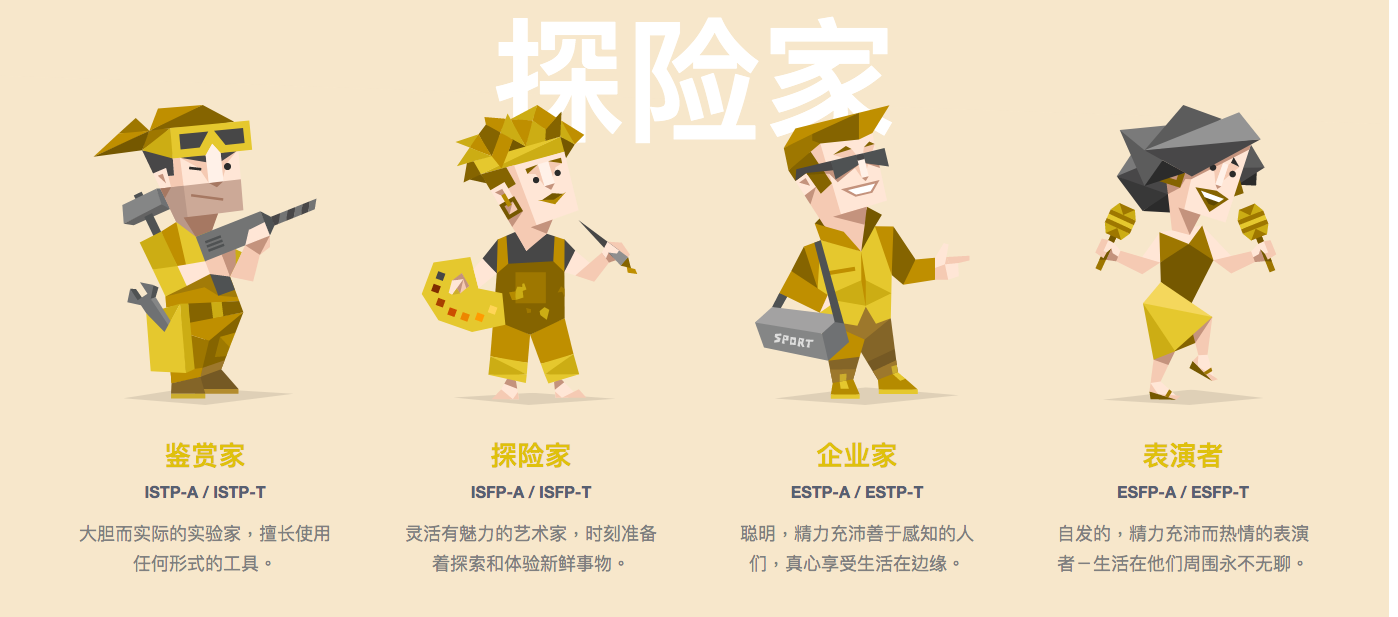 探险家
SPORT
鉴赏家
ISTP-A / ISTP-T
大胆而实际的实验家，擅长使用
任何形式的工具。
探险家
ISFP-A / ISFP-T
灵活有魅力的艺术家，时刻准备
着探索和体验新鲜事物。
企业家
ESTP-A / ESTP-T
聪明，精力充沛善于感知的人
们，真心享受生活在边缘。
表演者
ESFP-A / ESFP-T
自发的，精力充沛而热情的表演
者－生活在他们周围永不无聊。